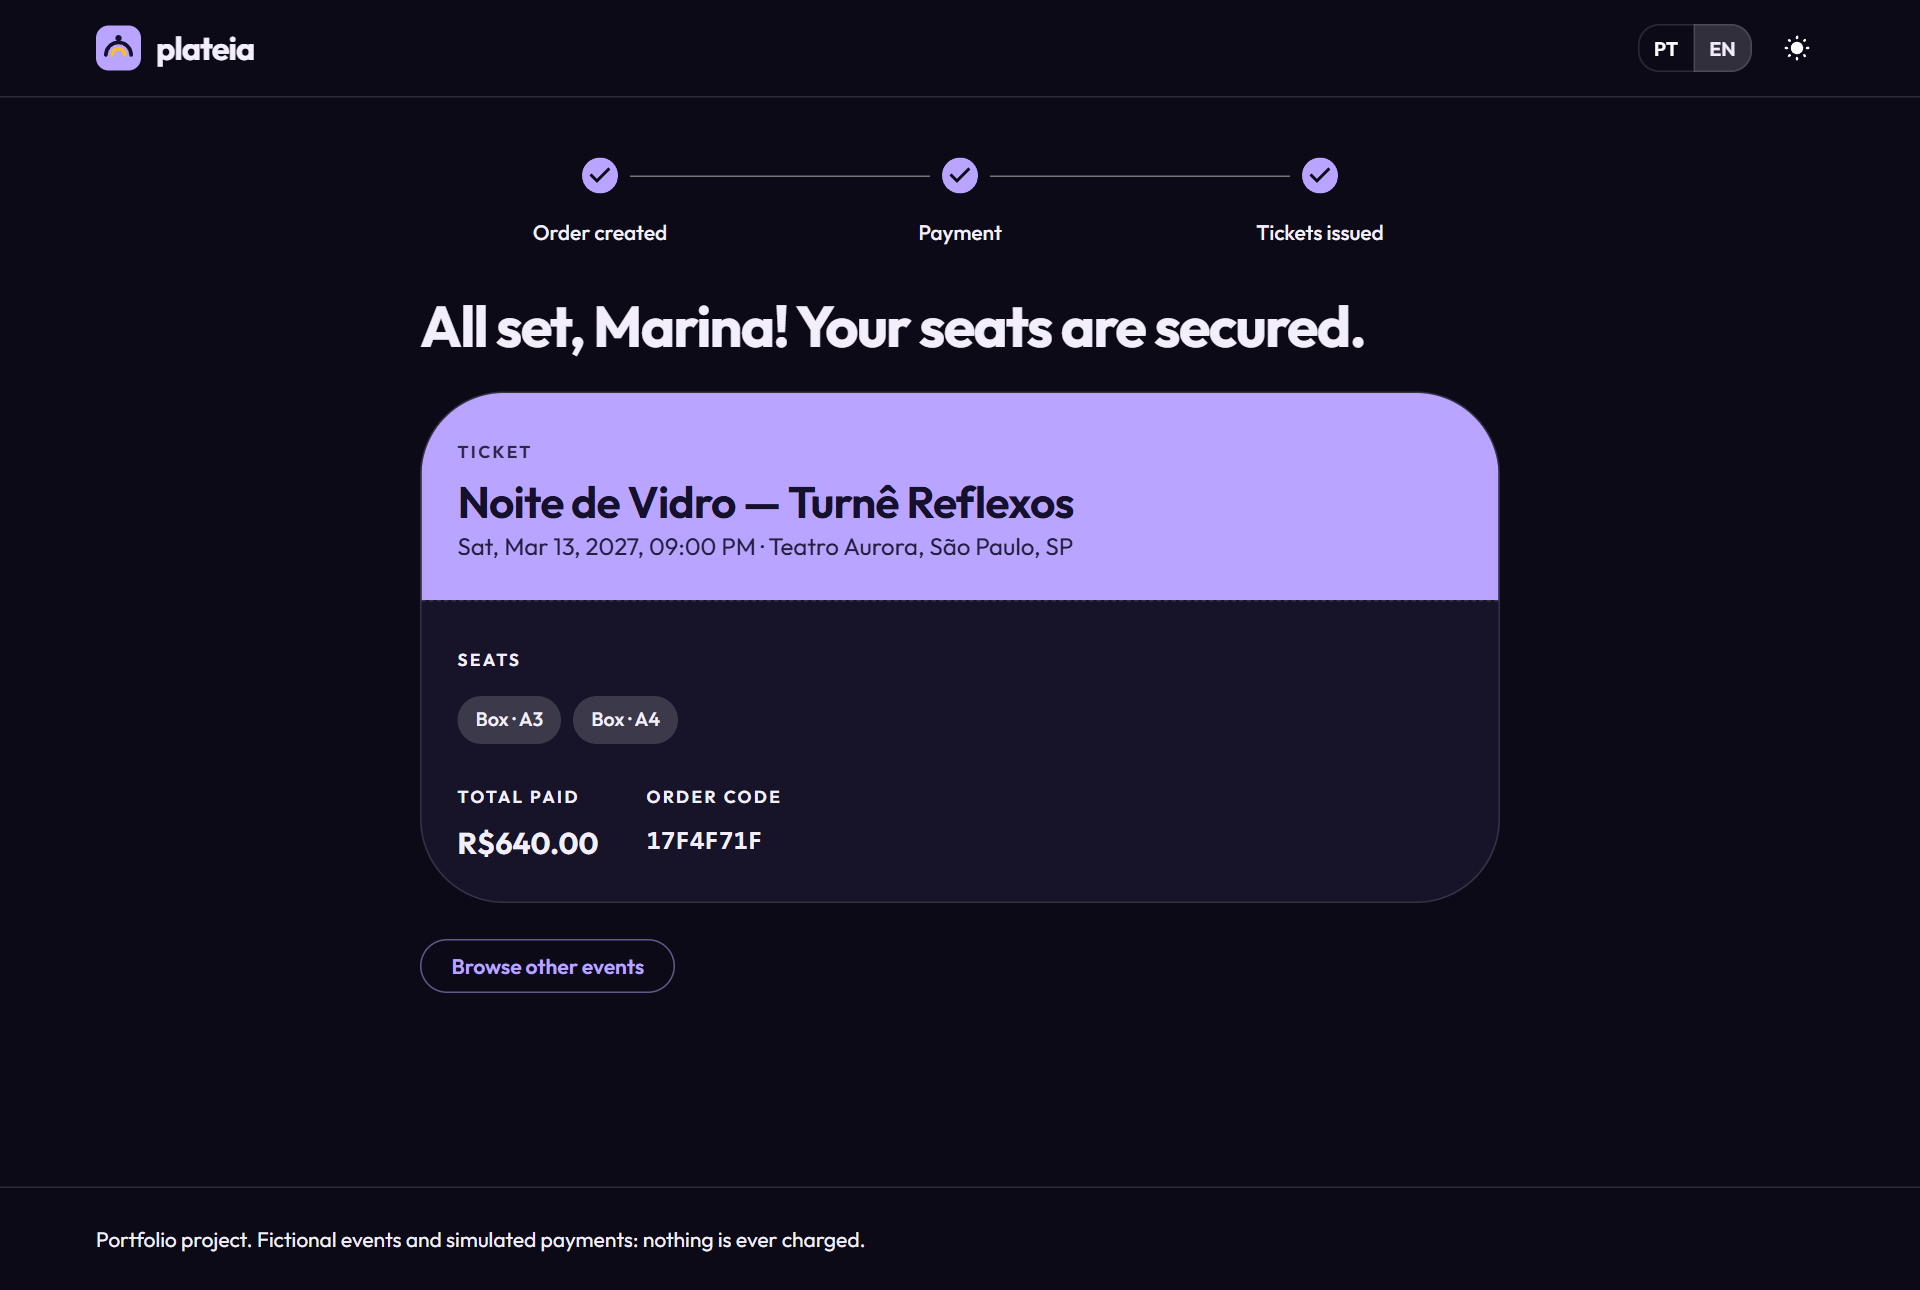 plateia
PT EN
Order created
Payment
Tickets issued
All set, Marina! Your seats are secured.
TICKET
Noite de Vidro — Turnê Reflexos
Sat, Mar 13, 2027, 09:00 PM · Teatro Aurora, São Paulo, SP
SEATS
Box · A3
Box · A4
TOTAL PAID
R$640.00
ORDER CODE
17F4F71F
Browse other events
Portfolio project. Fictional events and simulated payments: nothing is ever charged.